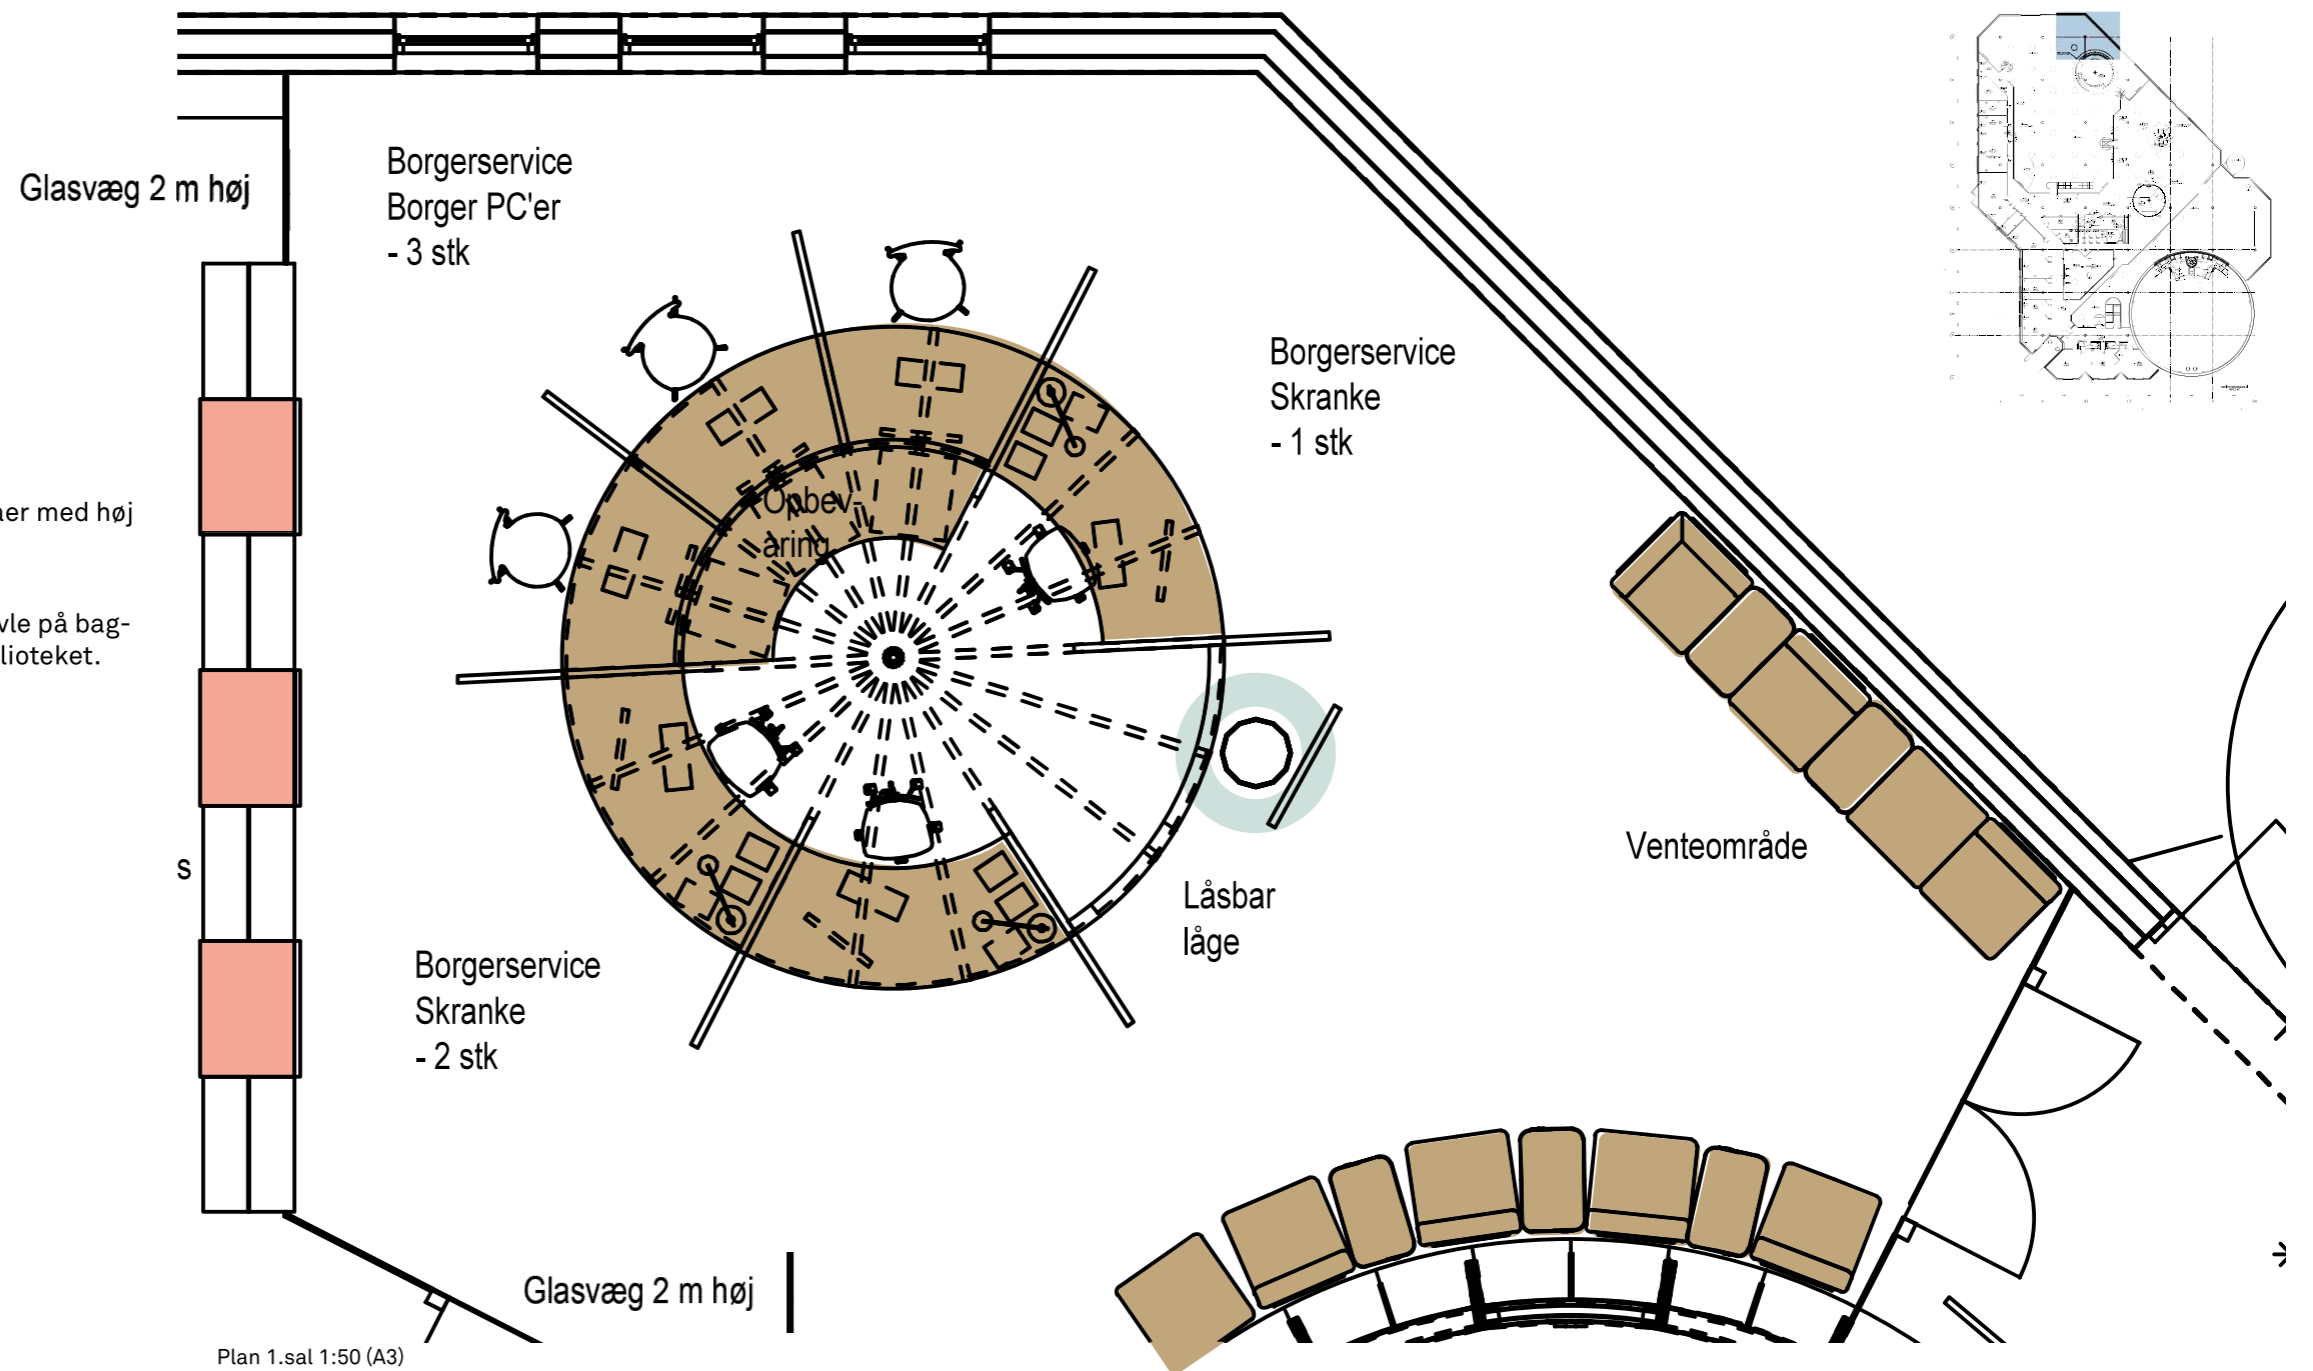 Glasvæg 2 m høj
Borgerservice
Borger PC'er
- 3 stk
Borgerservice
Skranke
- 1 stk
Opbev-
aring
ner med høj
vle på bag-
lioteket.
s
Venteområde
Låsbar
låge
Borgerservice
Skranke
- 2 stk
Glasvæg 2 m høj
Plan 1.sal 1:50 (A3)